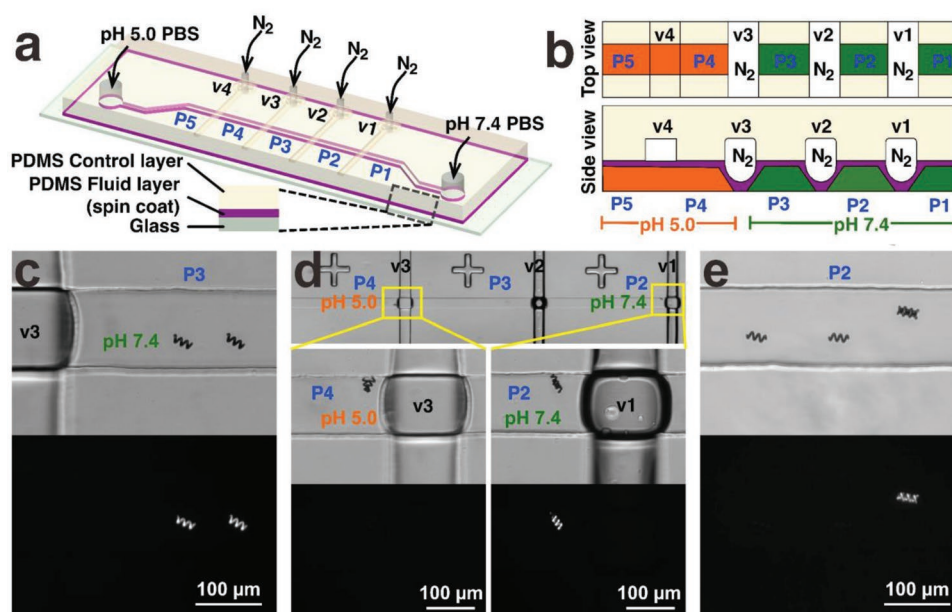 a
pH 5.0 PBS
N2
N2
N2
N2
v4
v3
v2
v1
P5
P4
P3
P2
P1
pH 7.4 PBS
PDMS Control layer
PDMS Fluid layer
(spin coat)
Glass
b
Top view
v4
v3
v2
v1
P5
P4
N2
P3
N2
P2
N2
P1
Side view
v4
v3
v2
v1
N2
N2
N2
P5
P4
P3
P2
P1
pH 5.0
pH 7.4
c
P3
v3
pH 7.4
100 µm
d
v3
v2
v1
P4
P3
P2
pH 5.0
pH 7.4
P4
pH 5.0
v3
P2
pH 7.4
v1
100 µm
e
P2
100 µm